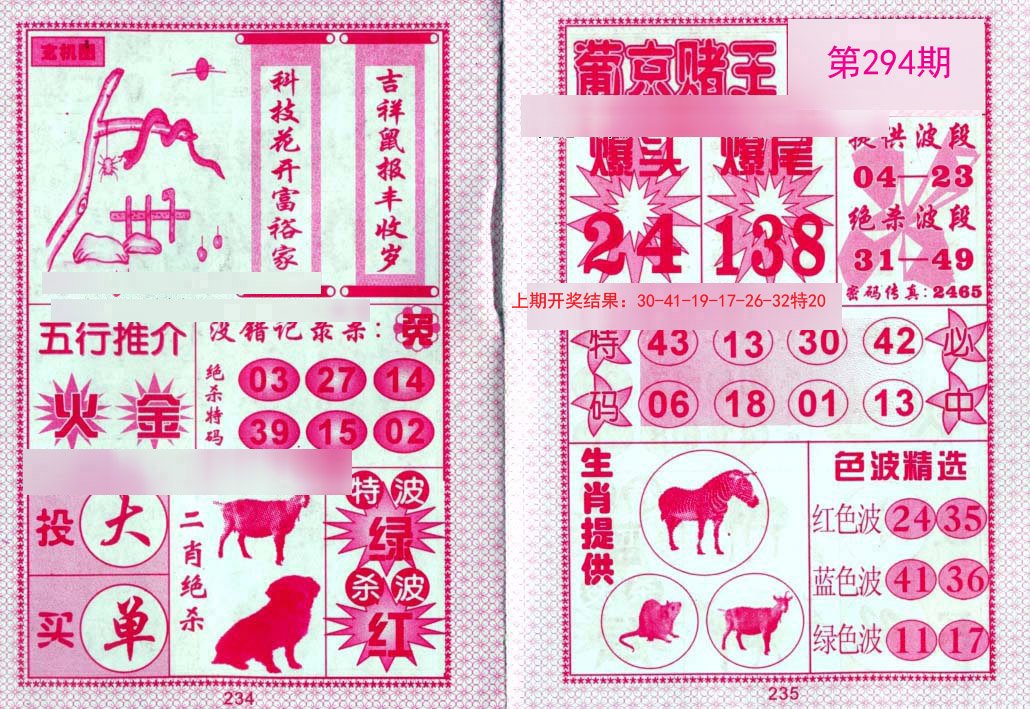 玄机图
科技花开富裕家
吉祥鼠报丰收岁
五行推介
火 金
没错记录杀：兔
绝杀特码
03 27 14
39 15 02
投 大
买 单
二肖绝杀
特波
绿
杀波
红
234
葡京赌王
第294期
爆头
24
爆尾
138
提供波段
04—23
绝杀波段
31—49
密码传真：2465
上期开奖结果：30-41-19-17-26-32特20
特码
43 13 30 42
06 18 01 13
必中
生肖提供
色波精选
红色波 24 35
蓝色波 41 36
绿色波 11 17
235